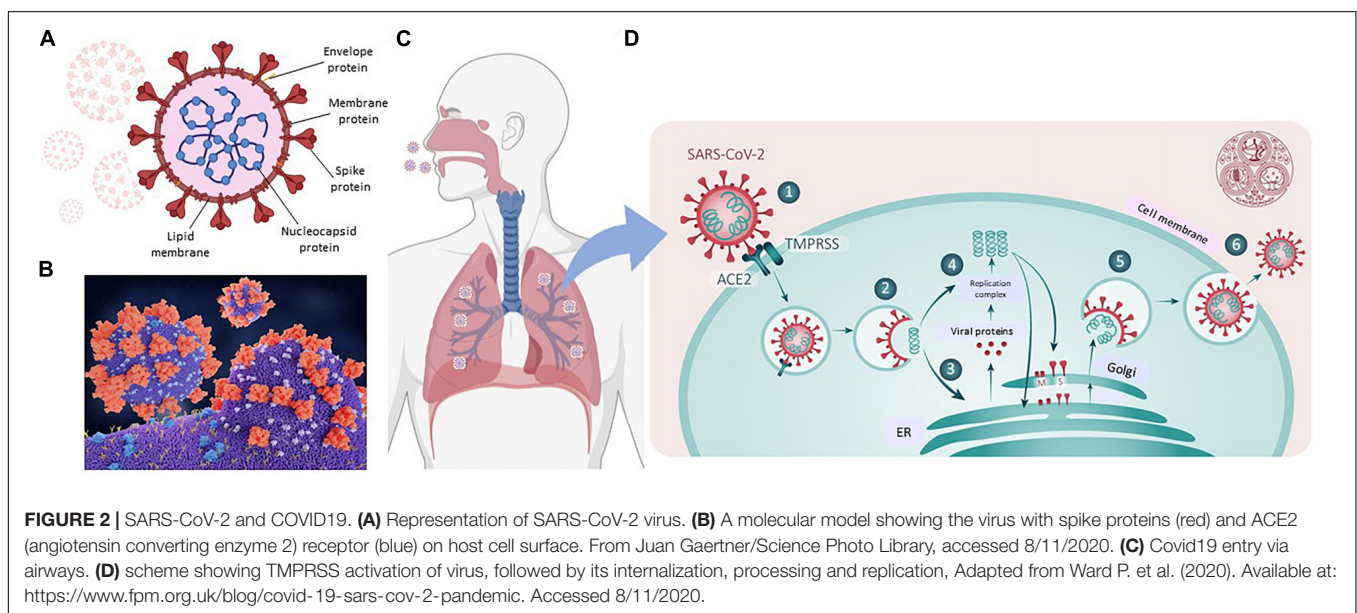 A
Envelope
protein
Membrane
protein
Spike
protein
Nucleocapsid
protein
Lipid
membrane
B
C
D
SARS-CoV-2
1
TMPRSS
ACE2
2
4
Replication
complex
Viral proteins
3
M S
Golgi
ER
5
Cell membrane
6
FIGURE 2 | SARS-CoV-2 and COVID19. (A) Representation of SARS-CoV-2 virus. (B) A molecular model showing the virus with spike proteins (red) and ACE2
(angiotensin converting enzyme 2) receptor (blue) on host cell surface. From Juan Gaertner/Science Photo Library, accessed 8/11/2020. (C) Covid19 entry via
airways. (D) scheme showing TMPRSS activation of virus, followed by its internalization, processing and replication, Adapted from Ward P. et al. (2020). Available at:
https://www.fpm.org.uk/blog/covid-19-sars-cov-2-pandemic. Accessed 8/11/2020.